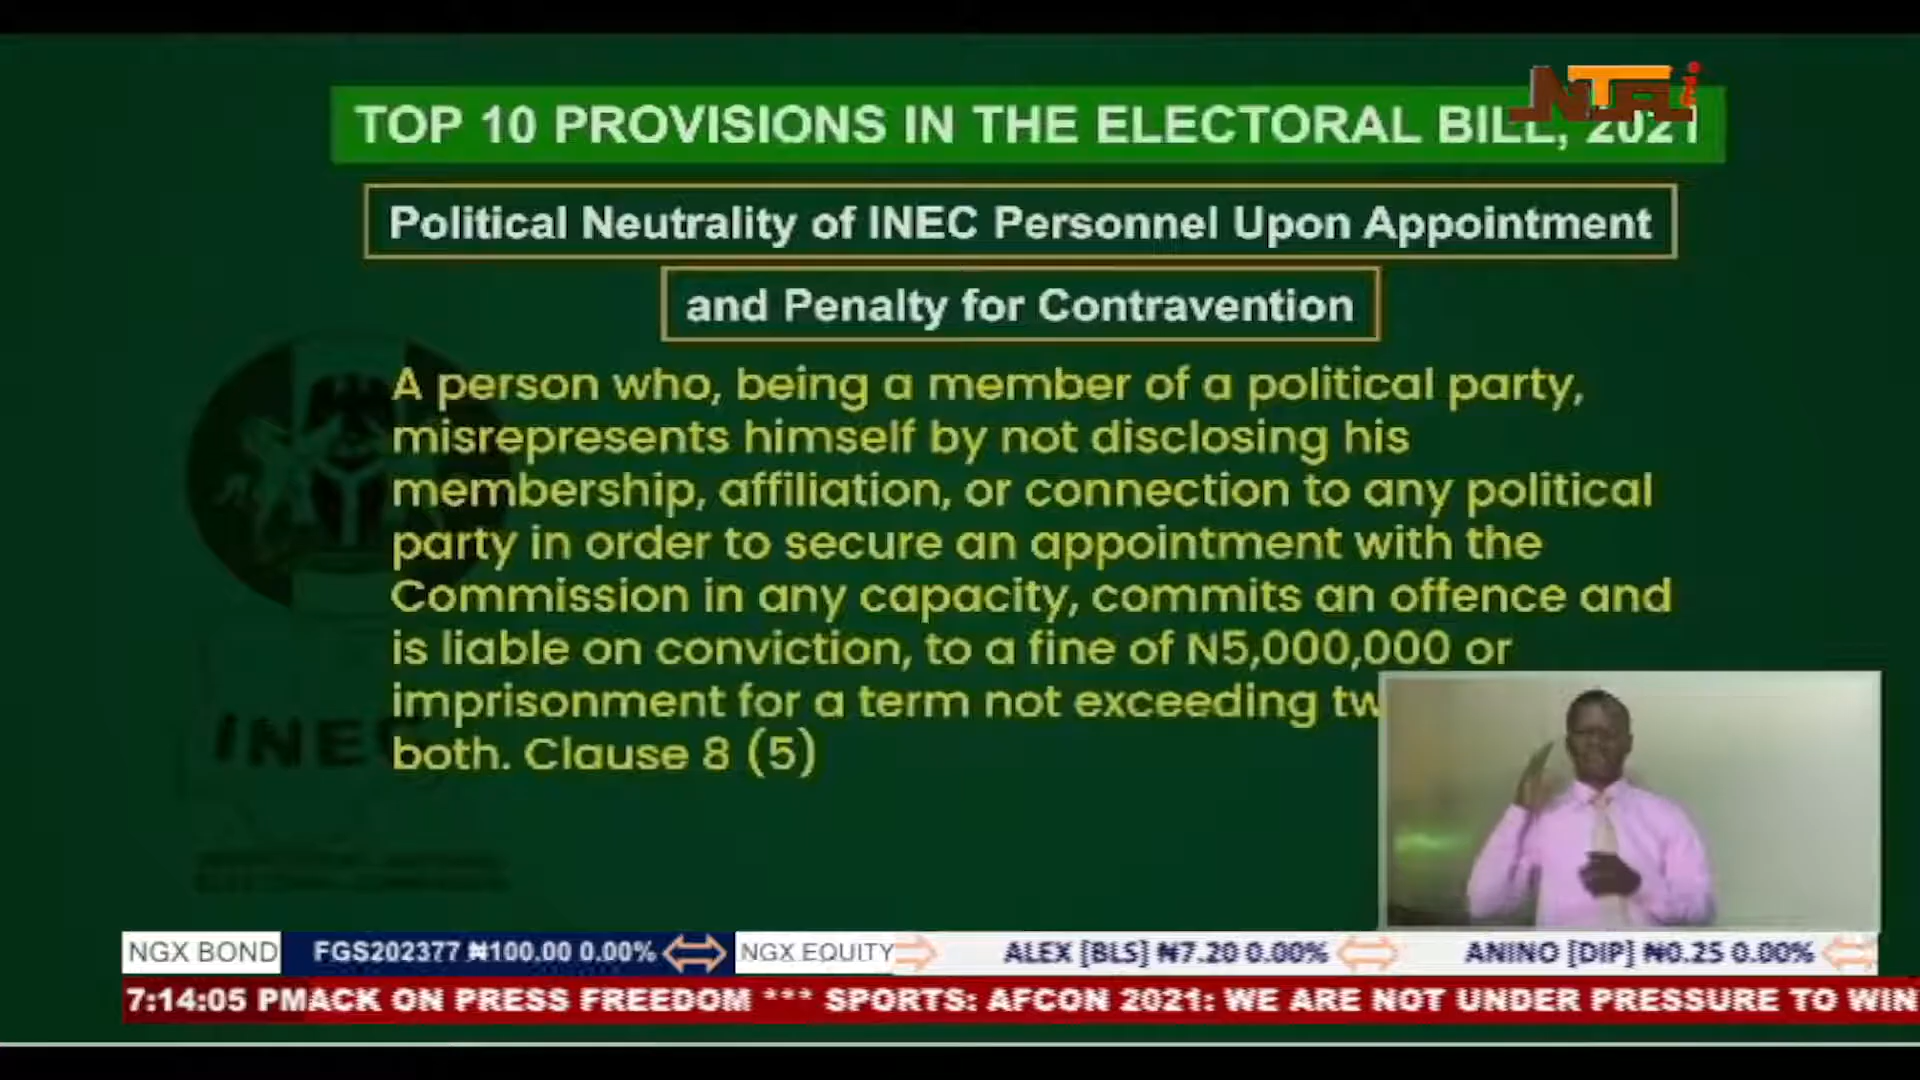 NTAi
TOP 10 PROVISIONS IN THE ELECTORAL BILL, 2021
Political Neutrality of INEC Personnel Upon Appointment
and Penalty for Contravention
A person who, being a member of a political party,
misrepresents himself by not disclosing his
membership, affiliation, or connection to any political
party in order to secure an appointment with the
Commission in any capacity, commits an offence and
is liable on conviction, to a fine of N5,000,000 or
imprisonment for a term not exceeding tw
both. Clause 8 (5)
INEC
NGX BOND FGS202377 ₦100.00 0.00% NGX EQUITY ALEX [BLS] ₦7.20 0.00% ANINO [DIP] ₦0.25 0.00%
7:14:05 PM ACK ON PRESS FREEDOM *** SPORTS: AFCON 2021: WE ARE NOT UNDER PRESSURE TO WIN